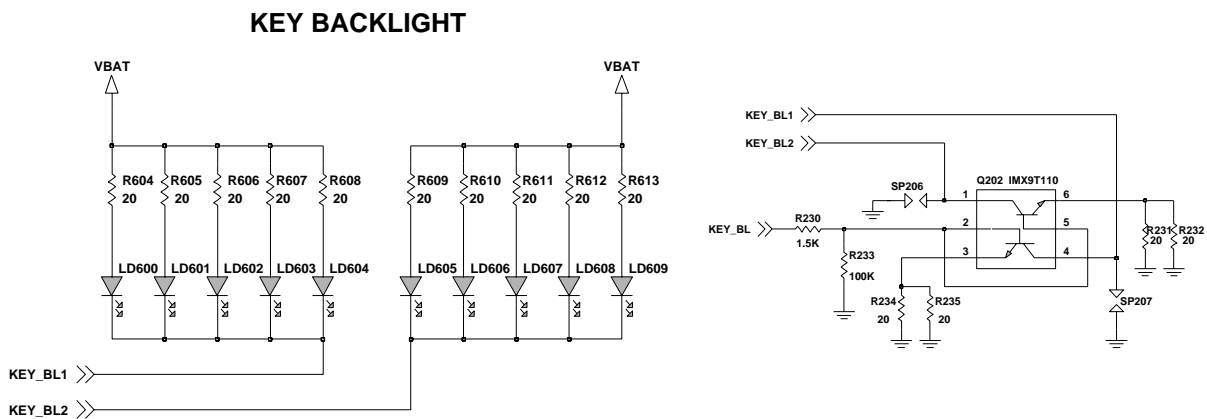 KEY BACKLIGHT
VBAT VBAT
R604 R605 R606 R607 R608 R609 R610 R611 R612 R613
20 20 20 20 20 20 20 20 20 20
LD600 LD601 LD602 LD603 LD604 LD605 LD606 LD607 LD608 LD609
KEY_BL1
KEY_BL2
KEY_BL1
KEY_BL2
Q202 IMX9T110
SP206 1 6
KEY_BL R230 2 5 R231 R232
1.5K 20 20
R233 3 4
100K
SP207
R234 R235
20 20